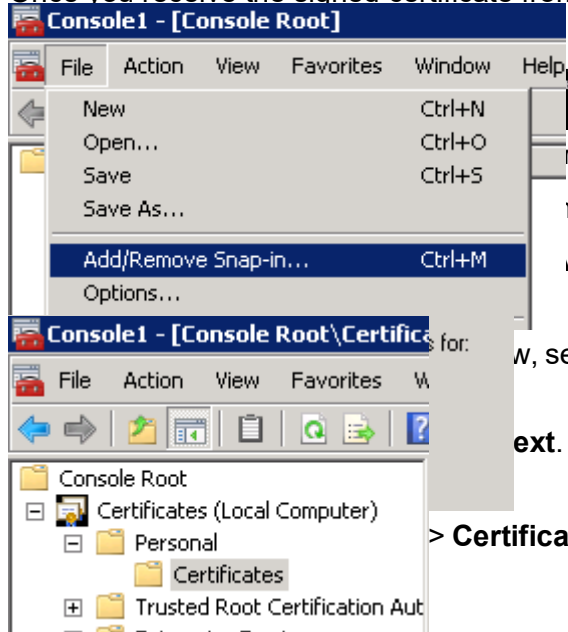 Console1 - [Console Root]
File Action View Favorites Window Help
New Ctrl+N
Open... Ctrl+O
Save Ctrl+S
Save As...
Add/Remove Snap-in... Ctrl+M
Options...
Console1 - [Console Root\Certifica
for:
w, se
File Action View Favorites W
ext.
Console Root
Certificates (Local Computer)
Personal
> Certifica
Certificates
Trusted Root Certification Aut